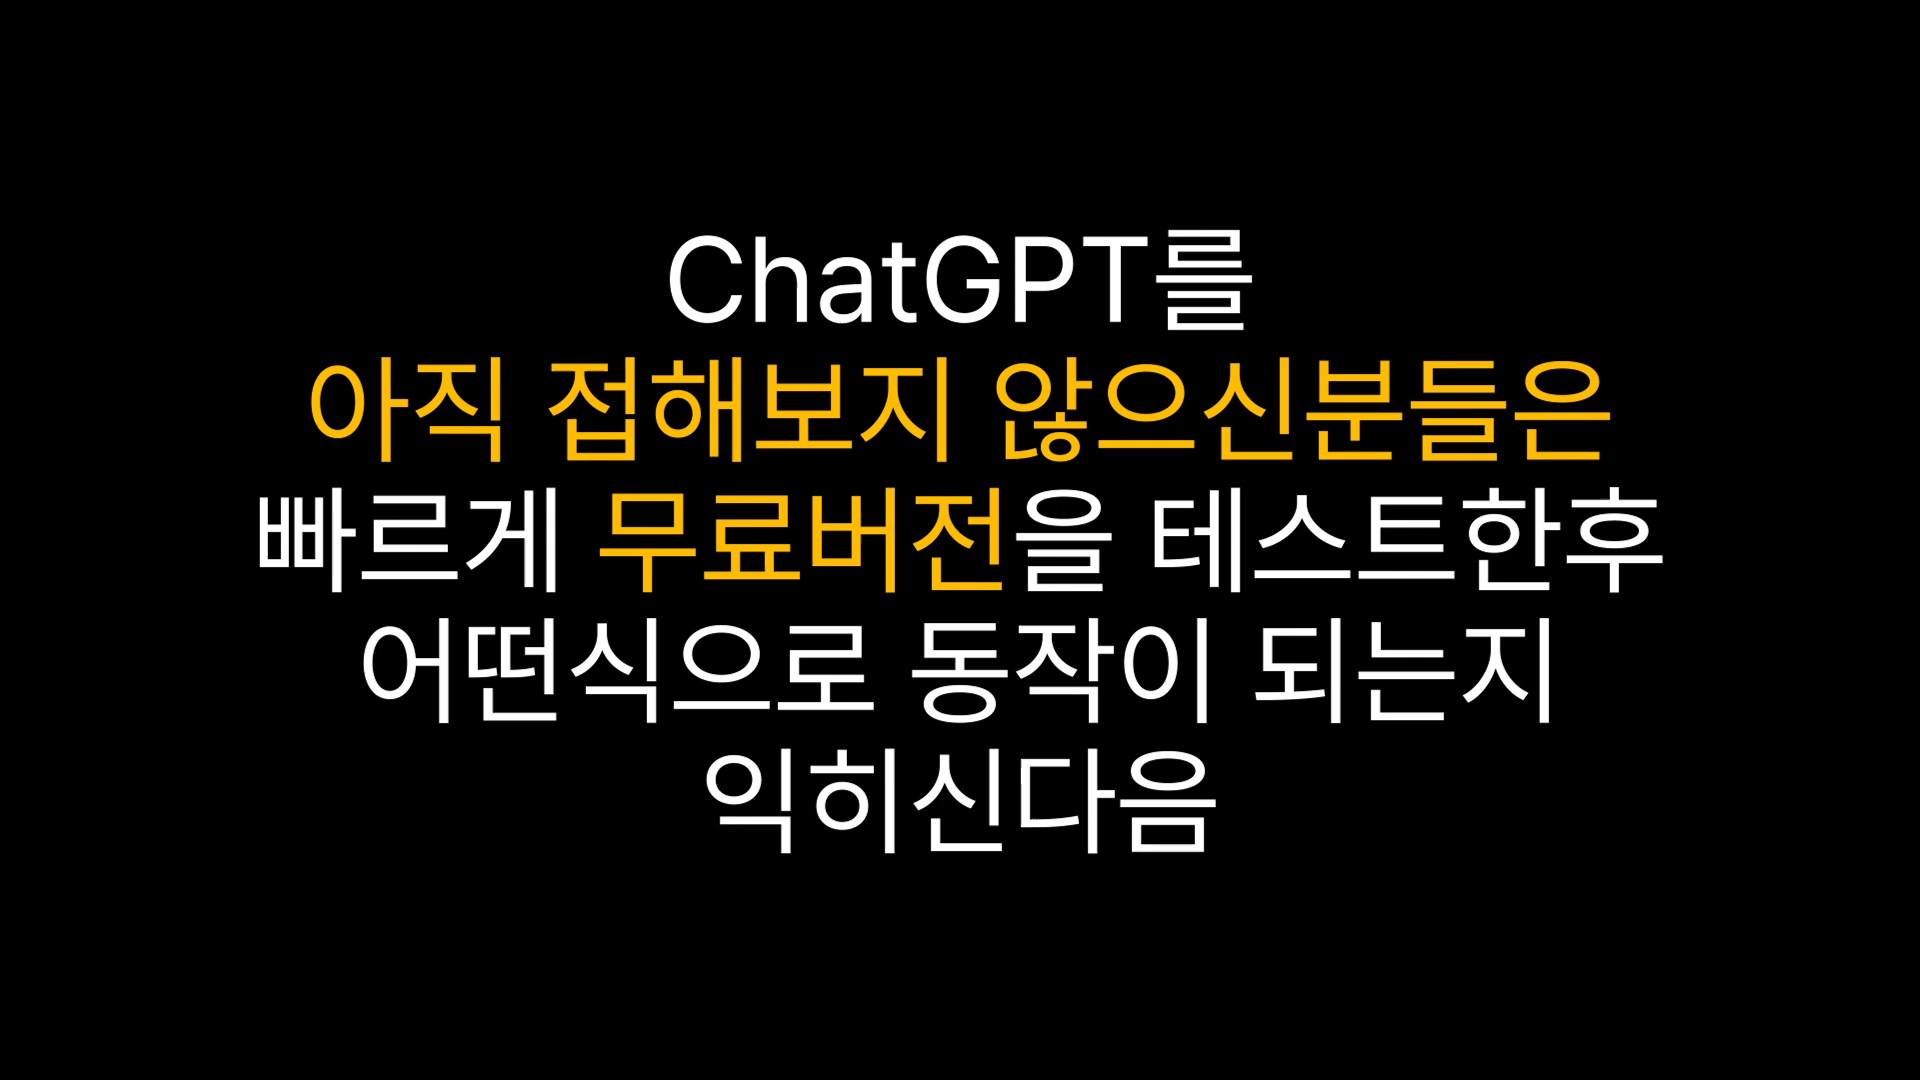 ChatGPT를
아직 접해보지 않으신분들은
빠르게 무료버전을 테스트한후
어떤식으로 동작이 되는지
익히신다음